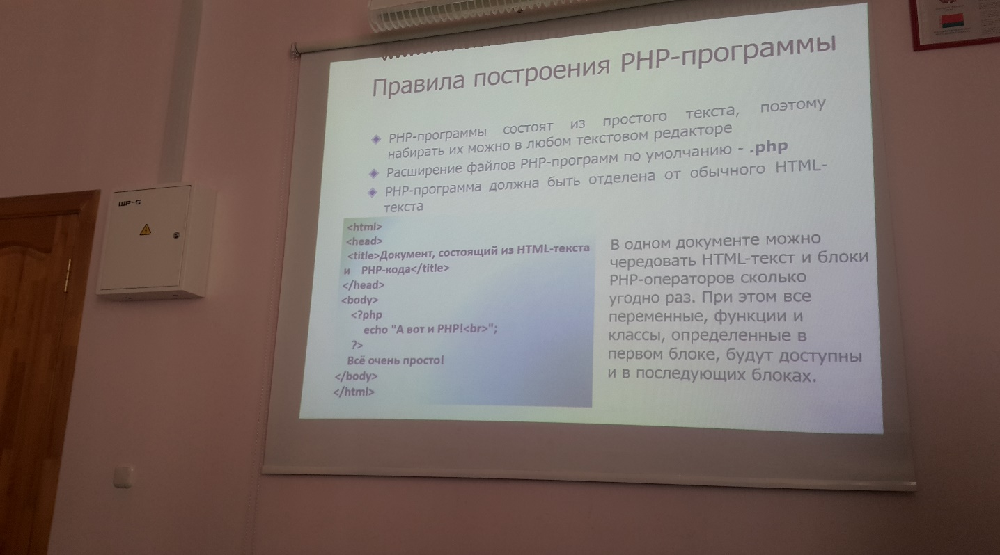 ШР-5
Правила построения PHP-программы
PHP-программы состоят из простого текста, поэтому
набирать их можно в любом текстовом редакторе
Расширение файлов PHP-программ по умолчанию - .php
PHP-программа должна быть отделена от обычного HTML-
текста
<html>
<head>
<title>Документ, состоящий из HTML-текста
и PHP-кода</title>
</head>
<body>
<?php
echo "А вот и PHP!<br>";
?>
Всё очень просто!
</body>
</html>
В одном документе можно
чередовать HTML-текст и блоки
PHP-операторов сколько
угодно раз. При этом все
переменные, функции и
классы, определенные в
первом блоке, будут доступны
и в последующих блоках.